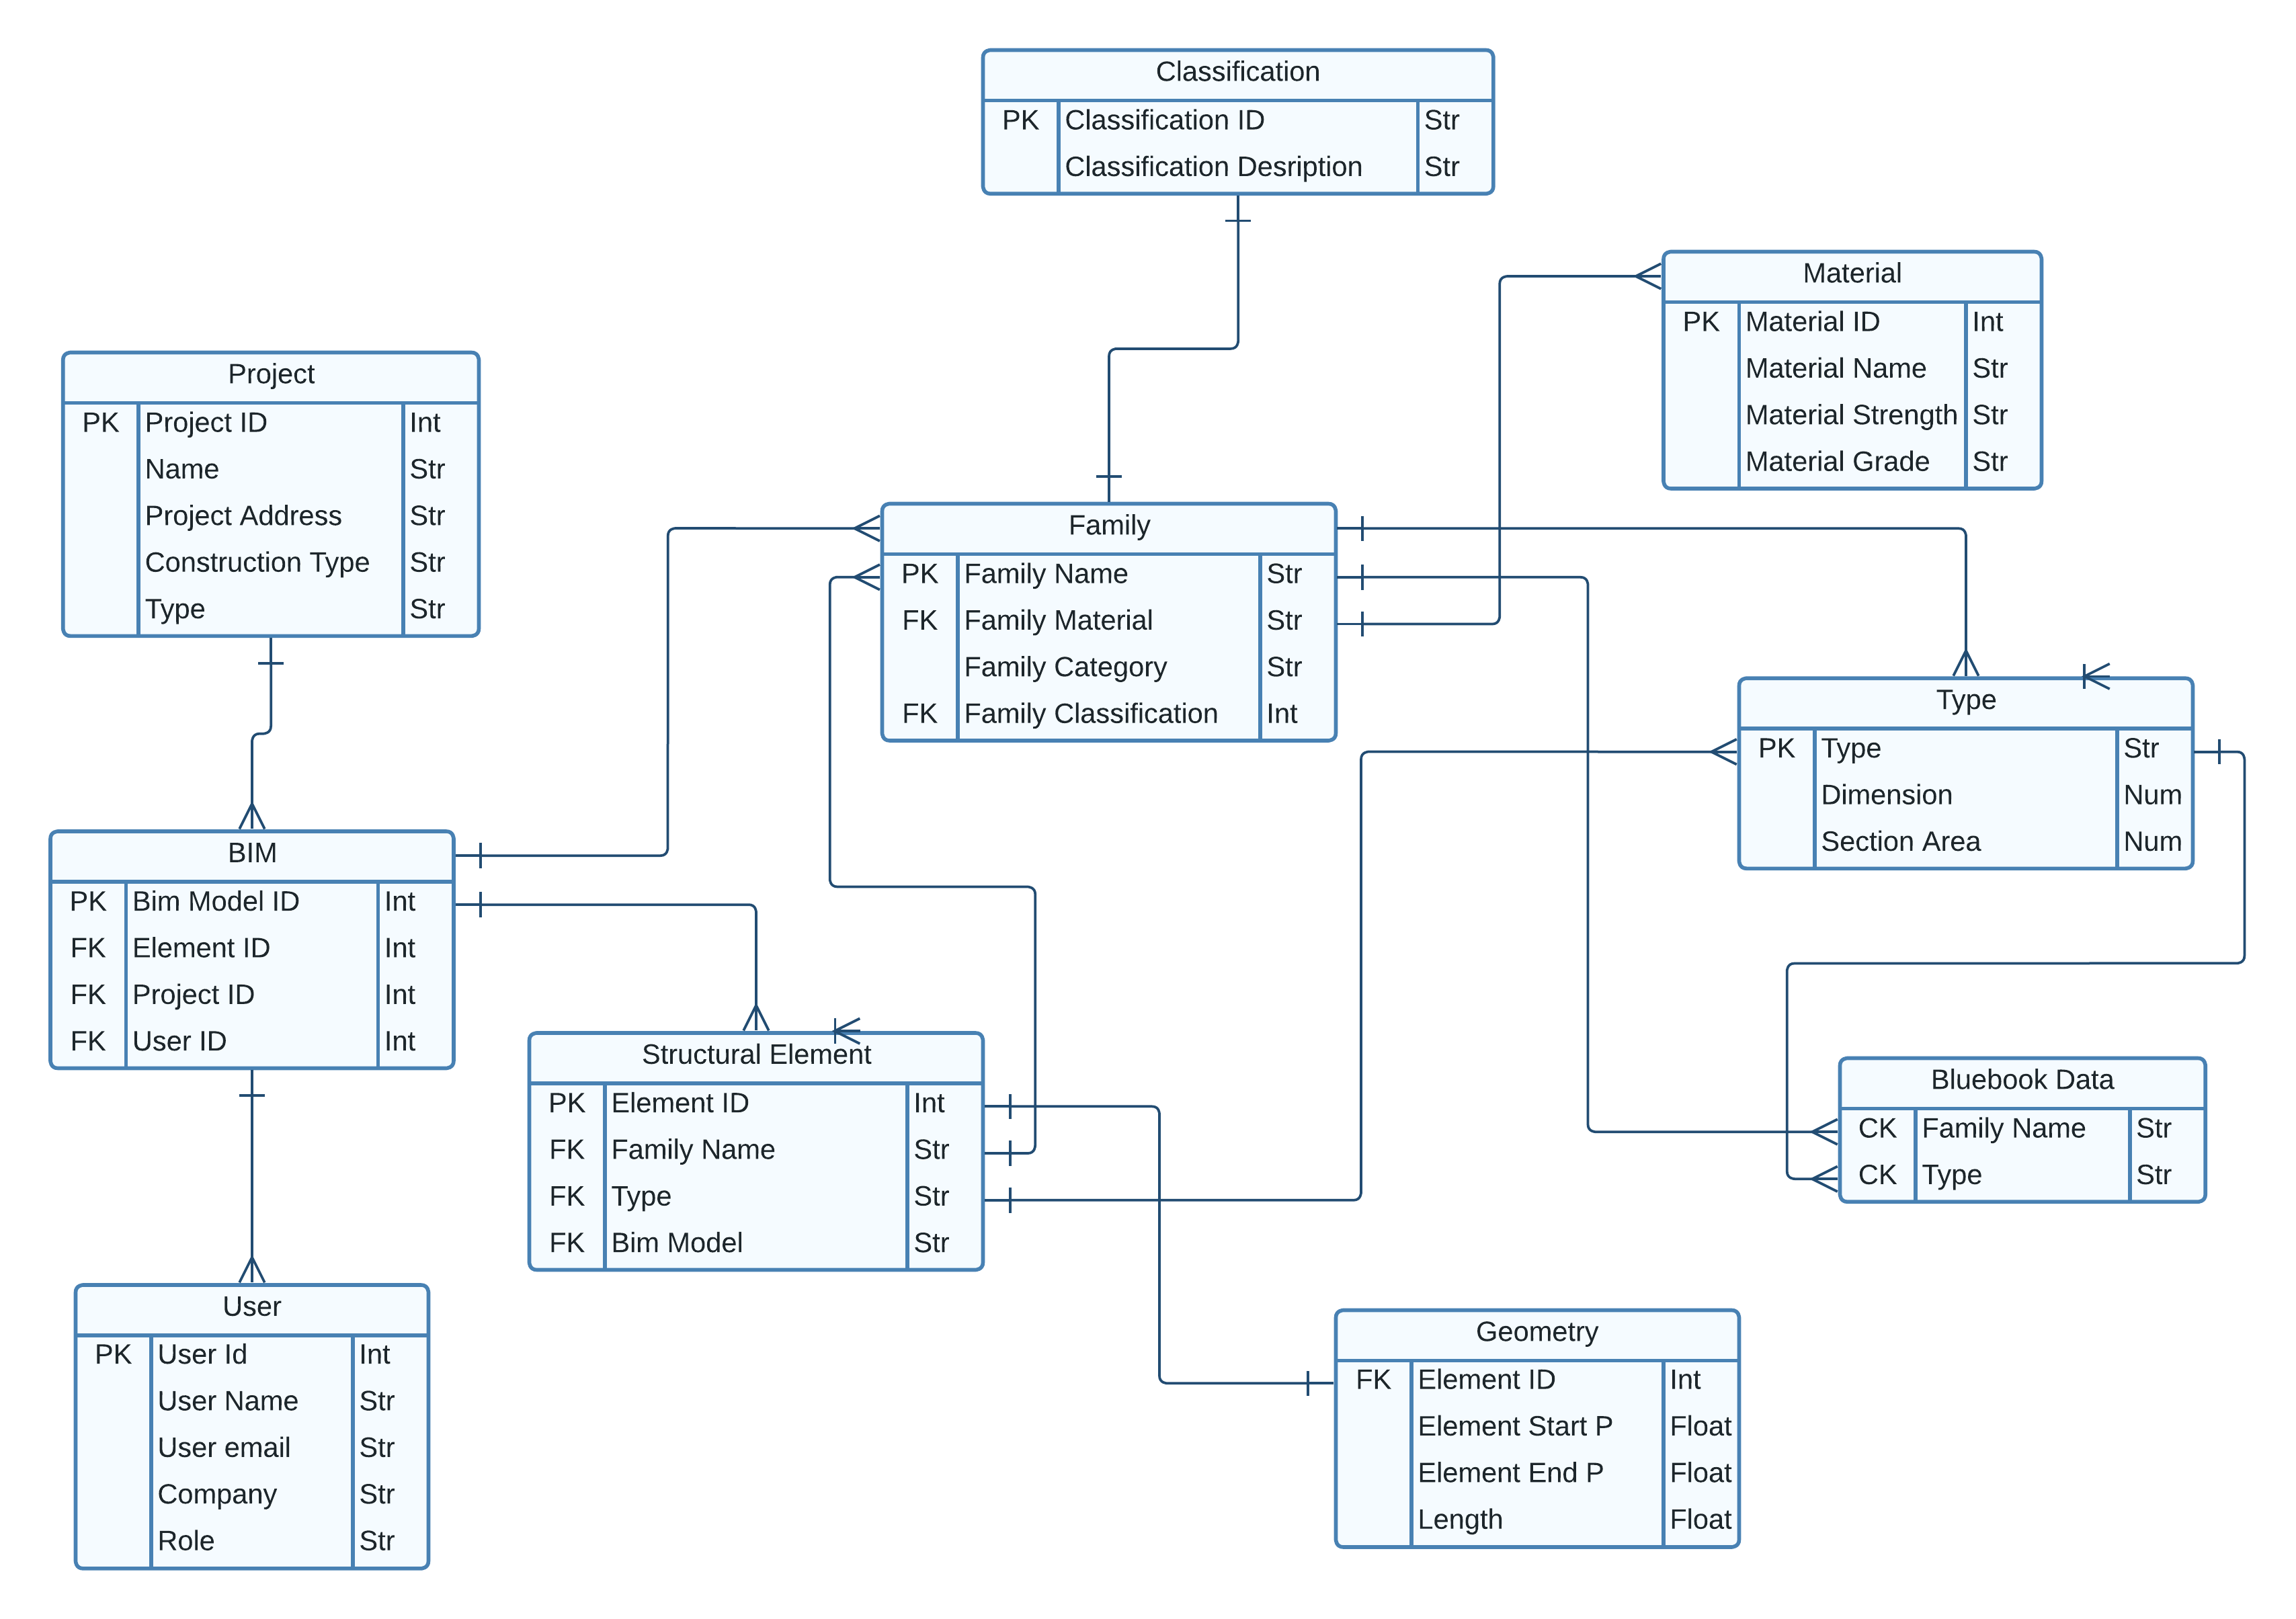 Classification
PK Classification ID Str
Classification Desription Str
Material
PK Material ID Int
Material Name Str
Material Strength Str
Material Grade Str
Project
PK Project ID Int
Name Str
Project Address Str
Construction Type Str
Type Str
Family
PK Family Name Str
FK Family Material Str
Family Category Str
FK Family Classification Int
Type
PK Type Str
Dimension Num
Section Area Num
BIM
PK Bim Model ID Int
FK Element ID Int
FK Project ID Int
FK User ID Int
Structural Element
PK Element ID Int
FK Family Name Str
FK Type Str
FK Bim Model Str
Bluebook Data
CK Family Name Str
CK Type Str
User
PK User Id Int
User Name Str
User email Str
Company Str
Role Str
Geometry
FK Element ID Int
Element Start P Float
Element End P Float
Length Float